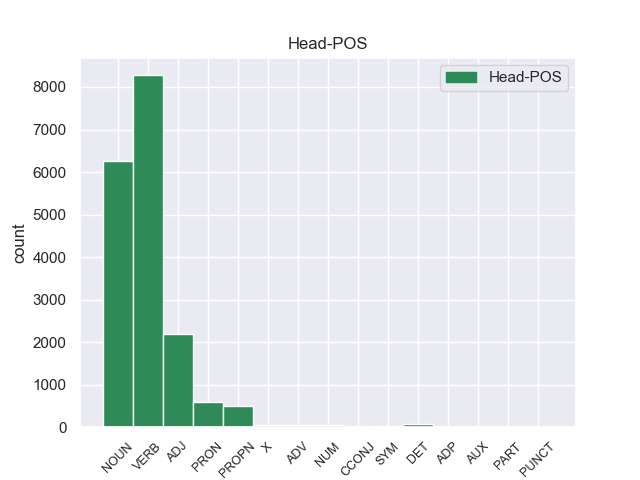 Head-POS
Head-POS
8000
7000
6000
5000
4000
3000
2000
1000
0
count
NOUN
VERB
ADJ
PRON
PROPN
X
ADV
NUM
CCONJ
SYM
DET
ADP
AUX
PART
PUNCT